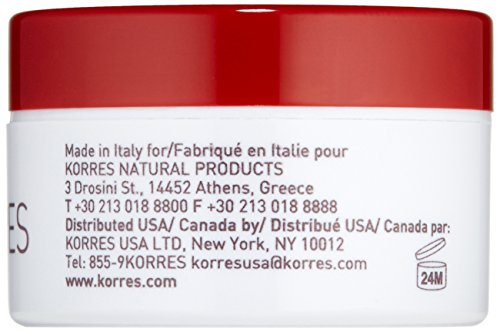 Made in Italy for/Fabriqué en Italie pour
KORRES NATURAL PRODUCTS
3 Drosini St., 14452 Athens, Greece
T +30 213 018 8800 F +30 213 018 8888
Distributed USA/ Canada by/ Distribué USA/ Canada par:
KORRES USA LTD, New York, NY 10012
Tel: 855-9KORRES korresusa@korres.com
www.korres.com
ES
24M